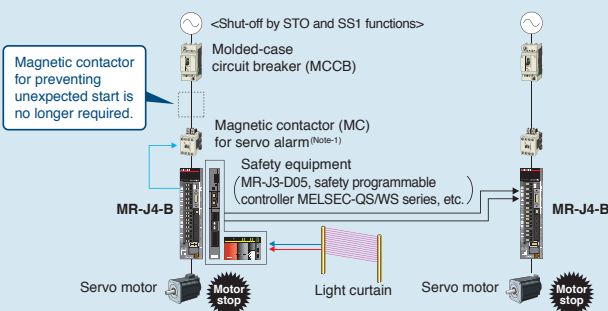 <Shut-off by STO and SS1 functions>
Molded-case
circuit breaker (MCCB)
Magnetic contactor
for preventing
unexpected start is
no longer required.
Magnetic contactor (MC)
for servo alarm(Note-1)
Safety equipment
(MR-J3-D05, safety programmable
controller MELSEC-QS/WS series, etc.)
MR-J4-B
MR-J4-B
Servo motor
Motor
stop
Light curtain
Servo motor
Motor
stop